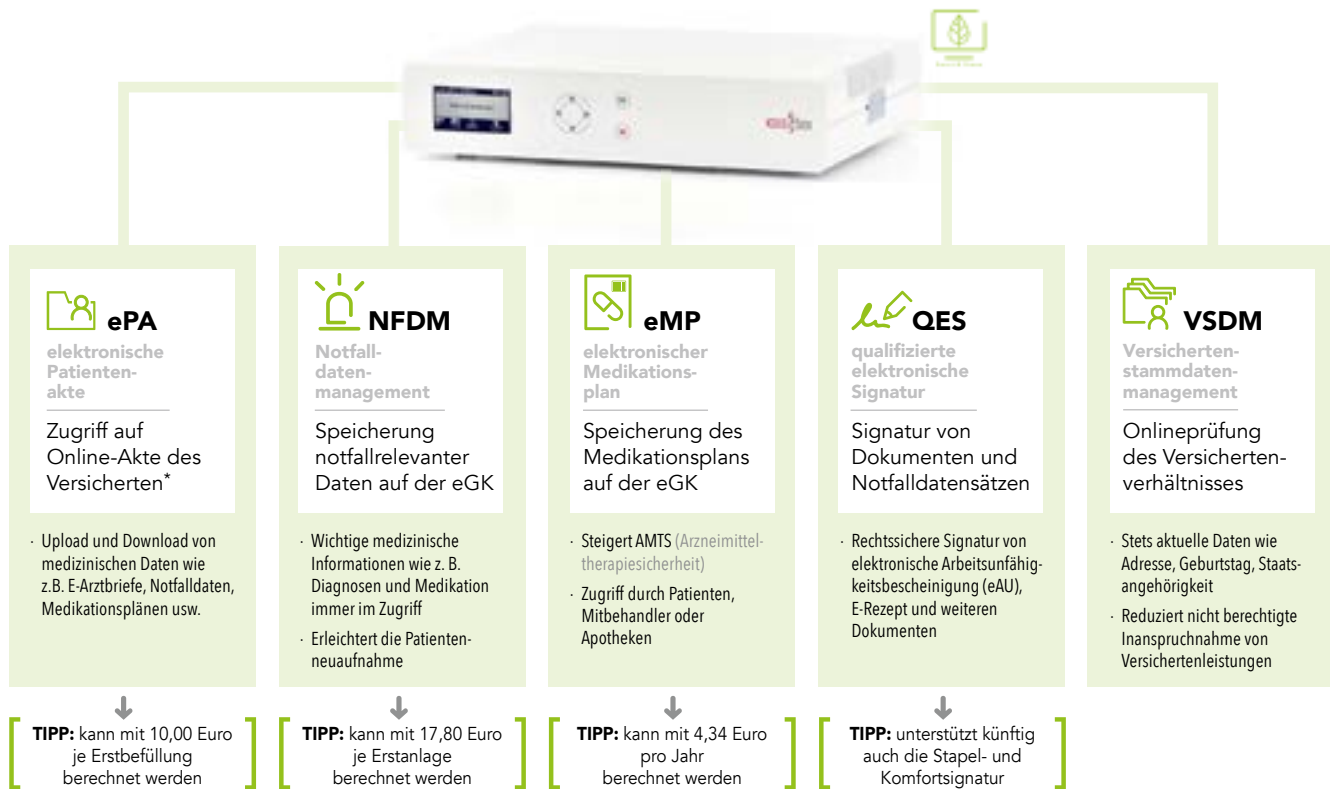 ePA
elektronische
Patienten-
akte
Zugriff auf
Online-Akte des
Versicherten*
· Upload und Download von
medizinischen Daten wie
z.B. E-Arztbriefe, Notfalldaten,
Medikationsplänen usw.
TIPP: kann mit 10,00 Euro
je Erstbefüllung
berechnet werden
NFDM
Notfall-
daten-
management
Speicherung
notfallrelevanter
Daten auf der eGK
· Wichtige medizinische
Informationen wie z. B.
Diagnosen und Medikation
immer im Zugriff
· Erleichtert die Patienten-
neuaufnahme
TIPP: kann mit 17,80 Euro
je Erstanlage
berechnet werden
eMP
elektronischer
Medikations-
plan
Speicherung des
Medikationsplans
auf der eGK
· Steigert AMTS (Arzneimittel-
therapiesicherheit)
· Zugriff durch Patienten,
Mitbehandler oder
Apotheken
TIPP: kann mit 4,34 Euro
pro Jahr
berechnet werden
QES
qualifizierte
elektronische
Signatur
Signatur von
Dokumenten und
Notfalldatensätzen
· Rechtssichere Signatur von
elektronische Arbeitsunfähig-
keitsbescheinigung (eAU),
E-Rezept und weiteren
Dokumenten
TIPP: unterstützt künftig
auch die Stapel- und
Komfortsignatur
VSDM
Versicherten-
stammdaten-
management
Onlineprüfung
des Versicherten-
verhältnisses
· Stets aktuelle Daten wie
Adresse, Geburtstag, Staats-
angehörigkeit
· Reduziert nicht berechtigte
Inanspruchnahme von
Versichertenleistungen